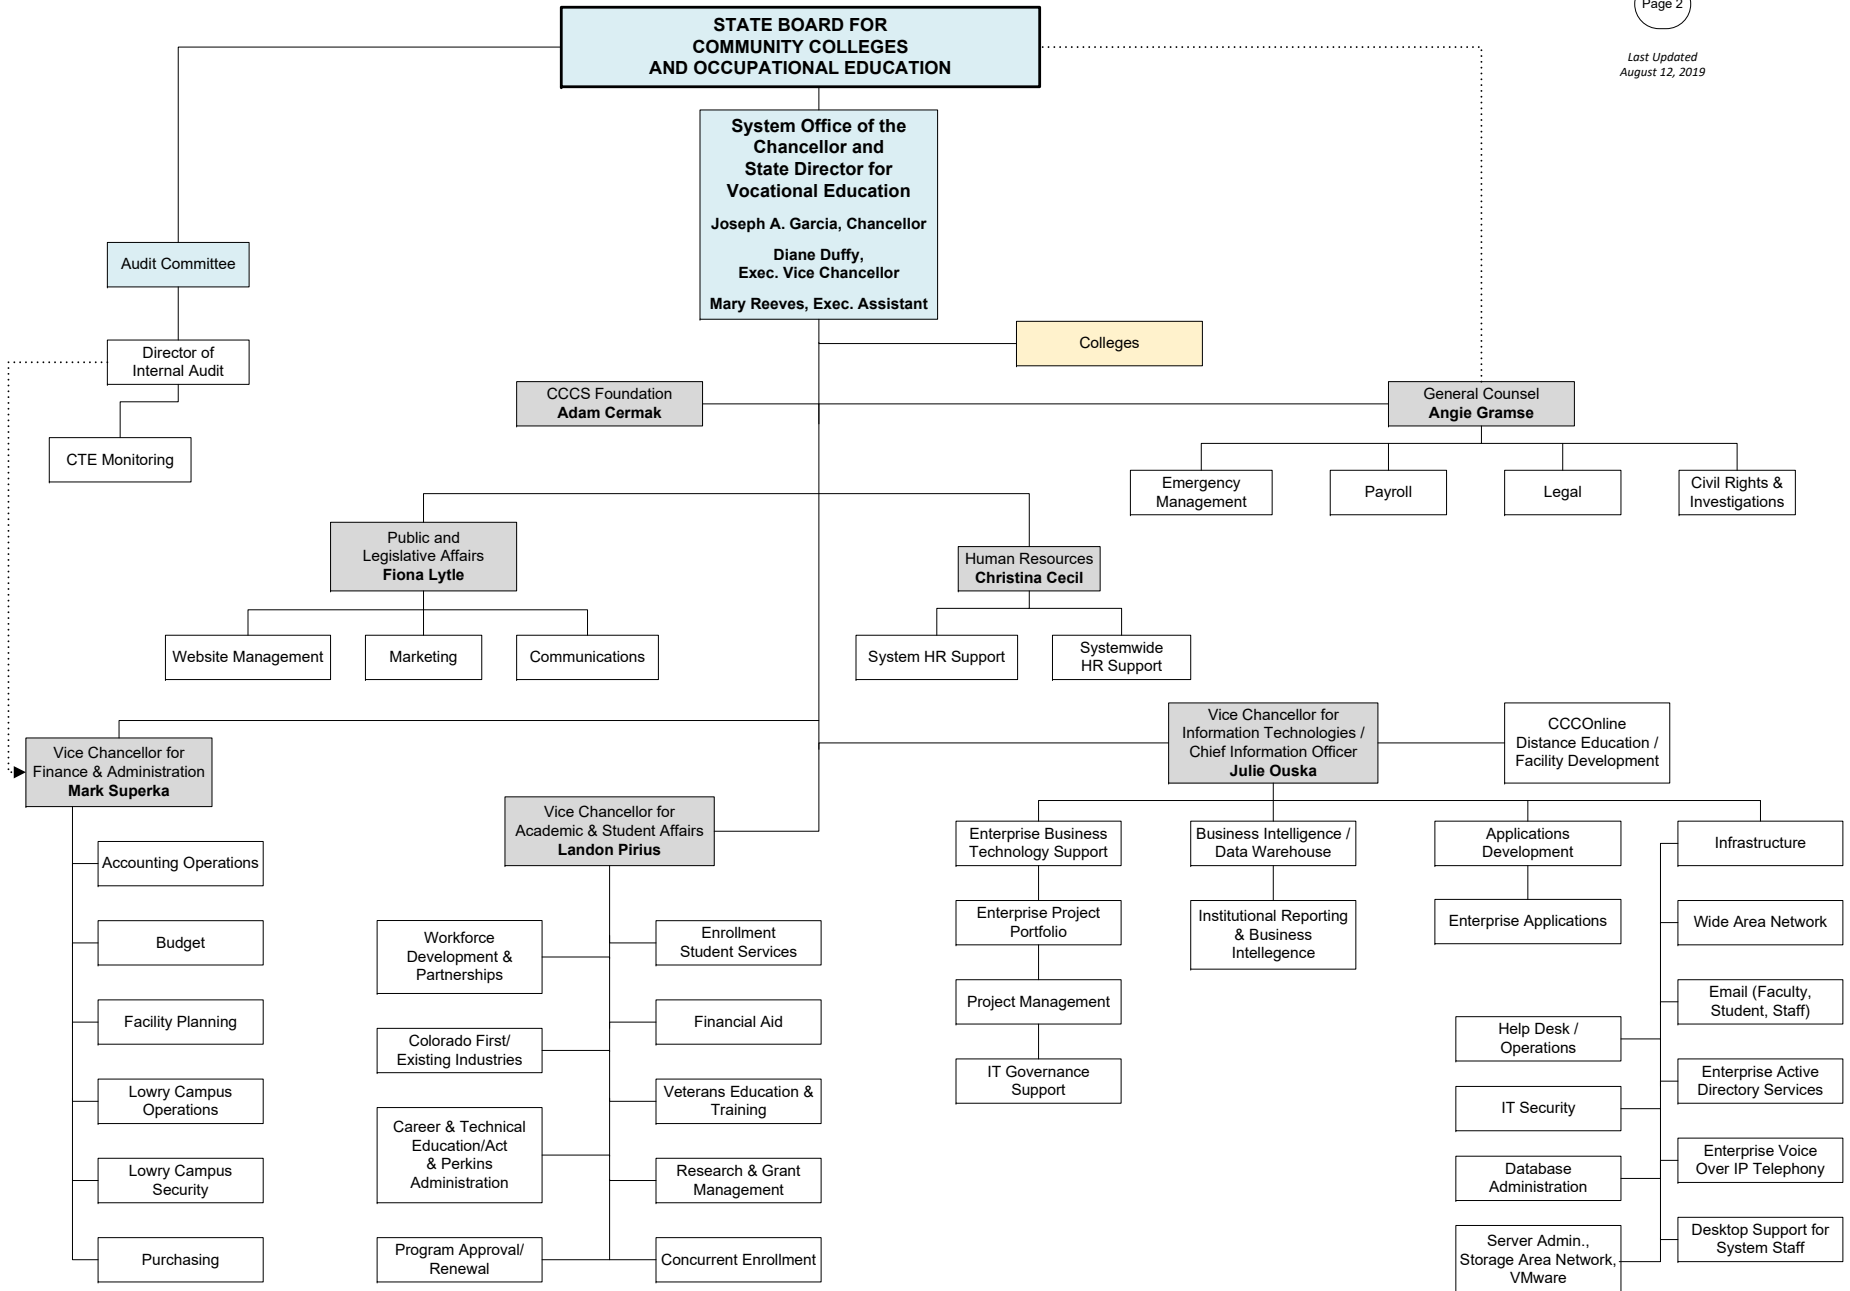 Page 2
Last Updated
August 12, 2019
STATE BOARD FOR
COMMUNITY COLLEGES
AND OCCUPATIONAL EDUCATION
System Office of the
Chancellor and
State Director for
Vocational Education
Joseph A. Garcia, Chancellor
Diane Duffy,
Exec. Vice Chancellor
Mary Reeves, Exec. Assistant
Audit Committee
Director of
Internal Audit
CTE Monitoring
Colleges
CCCS Foundation
Adam Cermak
General Counsel
Angie Gramse
Emergency
Management
Payroll
Legal
Civil Rights &
Investigations
Public and
Legislative Affairs
Fiona Lytle
Website Management
Marketing
Communications
Human Resources
Christina Cecil
System HR Support
Systemwide
HR Support
Vice Chancellor for
Finance & Administration
Mark Superka
Accounting Operations
Budget
Facility Planning
Lowry Campus
Operations
Lowry Campus
Security
Purchasing
Vice Chancellor for
Academic & Student Affairs
Landon Pirius
Workforce
Development &
Partnerships
Colorado First/
Existing Industries
Career & Technical
Education/Act
& Perkins
Administration
Program Approval/
Renewal
Enrollment
Student Services
Financial Aid
Veterans Education &
Training
Research & Grant
Management
Concurrent Enrollment
Vice Chancellor for
Information Technologies /
Chief Information Officer
Julie Ouska
CCCOnline
Distance Education /
Facility Development
Enterprise Business
Technology Support
Enterprise Project
Portfolio
Project Management
IT Governance
Support
Business Intelligence /
Data Warehouse
Institutional Reporting
& Business
Intellegence
Applications
Development
Enterprise Applications
Infrastructure
Wide Area Network
Email (Faculty,
Student, Staff)
Help Desk /
Operations
Enterprise Active
Directory Services
IT Security
Enterprise Voice
Over IP Telephony
Database
Administration
Desktop Support for
System Staff
Server Admin.,
Storage Area Network,
VMware